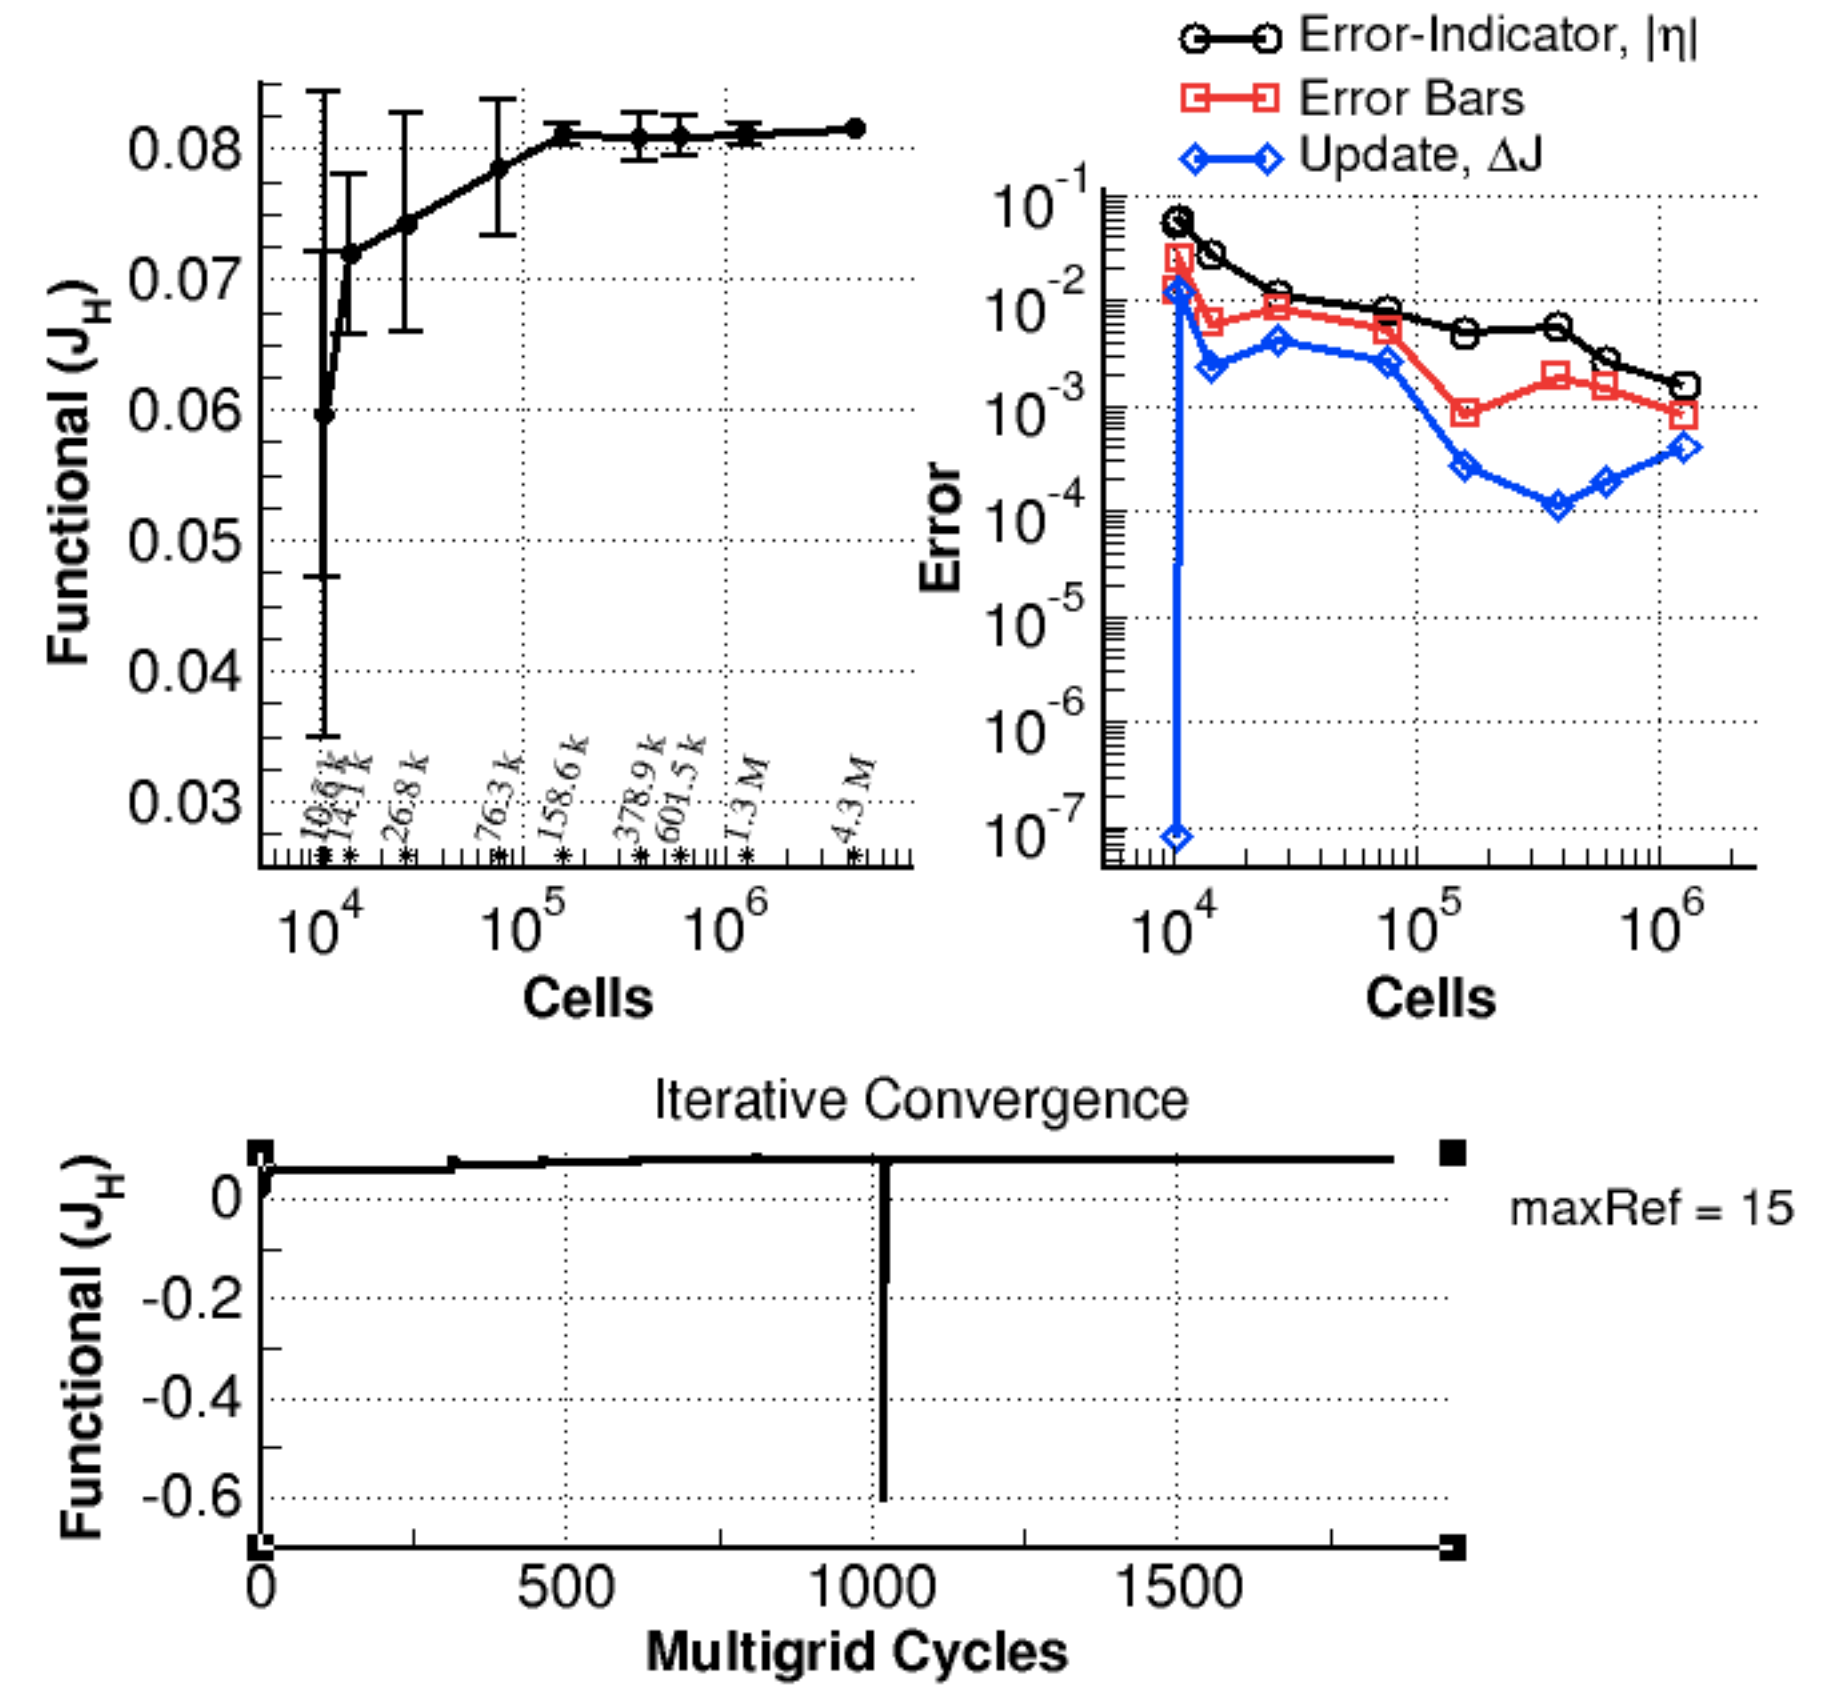 Error-Indicator, |η|
Error Bars
Update, ΔJ
Functional (J_H)
0.08
0.07
0.06
0.05
0.04
0.03
14.1 k
26.8 k
76.3 k
158.6 k
378.9 k
601.5 k
1.3 M
4.3 M
10^4
10^5
10^6
Cells
Error
10^-1
10^-2
10^-3
10^-4
10^-5
10^-6
10^-7
10^4
10^5
10^6
Cells
Iterative Convergence
Functional (J_H)
0
-0.2
-0.4
-0.6
0
500
1000
1500
Multigrid Cycles
maxRef = 15